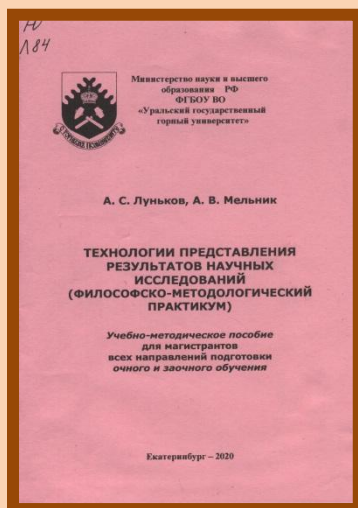 Ю
Л84
Министерство науки и высшего
образования РФ
ФГБОУ ВО
«Уральский государственный
горный университет»
А. С. Луньков, А. В. Мельник
ТЕХНОЛОГИИ ПРЕДСТАВЛЕНИЯ
РЕЗУЛЬТАТОВ НАУЧНЫХ
ИССЛЕДОВАНИЙ
(ФИЛОСОФСКО-МЕТОДОЛОГИЧЕСКИЙ
ПРАКТИКУМ)
Учебно-методическое пособие
для магистрантов
всех направлений подготовки
очного и заочного обучения
Екатеринбург – 2020